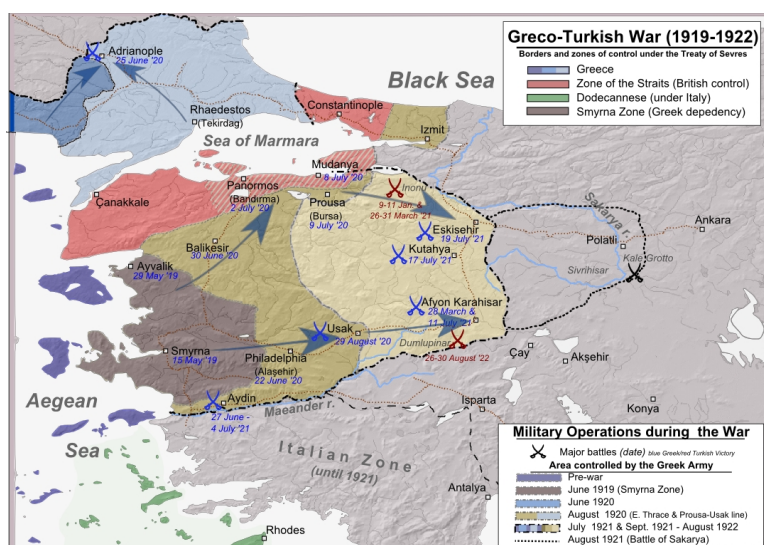 Greco-Turkish War (1919-1922)
Borders and zones of control under the Treaty of Sevres
Greece
Zone of the Straits (British control)
Dodecannese (under Italy)
Smyrna Zone (Greek depedency)
Adrianople
25 June '20
Black Sea
Rhaedestos
(Tekirdag)
Constantinople
Izmit
Sea of Marmara
Mudanya
8 July '20
Panormos
(Bandırma)
2 July '20
Çanakkale
Prousa
(Bursa)
9 July '20
Inonu
9-11 Jan. &
26-31 March '21
Sakarya r.
Ankara
Eskisehir
19 July '21
Polatli
Kale Grotto
Sivrihisar
Balikesir
30 June '20
Kutahya
17 July '21
Ayvalik
29 May '19
Afyon Karahisar
28 March &
11 July '21
Usak
29 August '20
Dumlupinar
26-30 August '22
Smyrna
15 May '19
Philadelphia
(Alaşehir)
22 June '20
Çay
Akşehir
Aydin
27 June -
4 July '21
Maeander r.
Isparta
Konya
Aegean
Sea
Italian Zone
(until 1921)
Antalya
Rhodes
Military Operations during the War
Major battles (date) blue Greek/red Turkish Victory
Area controlled by the Greek Army
Pre-war
June 1919 (Smyrna Zone)
June 1920
August 1920 (E. Thrace & Prousa-Usak line)
July 1921 & Sept. 1921 - August 1922
August 1921 (Battle of Sakarya)